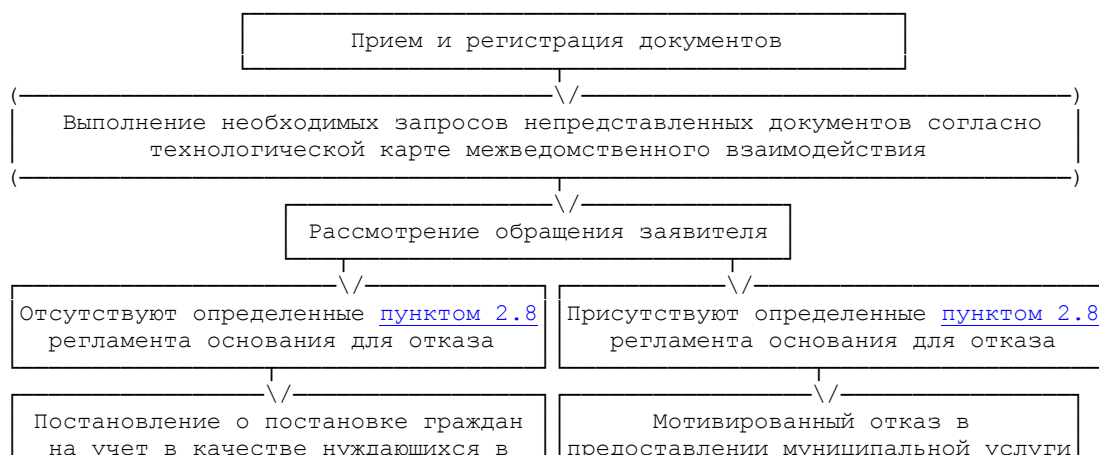 Прием и регистрация документов
Выполнение необходимых запросов непредставленных документов согласно
технологической карте межведомственного взаимодействия
Рассмотрение обращения заявителя
Отсутствуют определенные пунктом 2.8
регламента основания для отказа
Присутствуют определенные пунктом 2.8
регламента основания для отказа
Постановление о постановке граждан
на учет в качестве нуждающихся в
Мотивированный отказ в
предоставлении муниципальной услуги